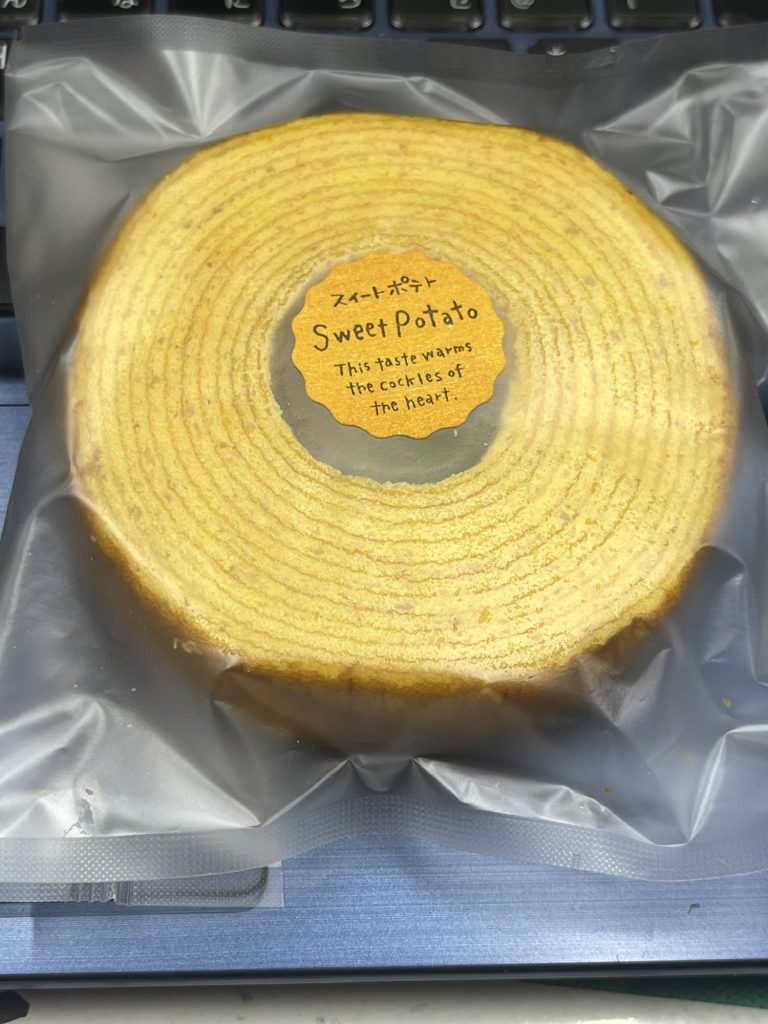 スイートポテト
Sweet Potato
This taste warms
the cockles of
the heart.